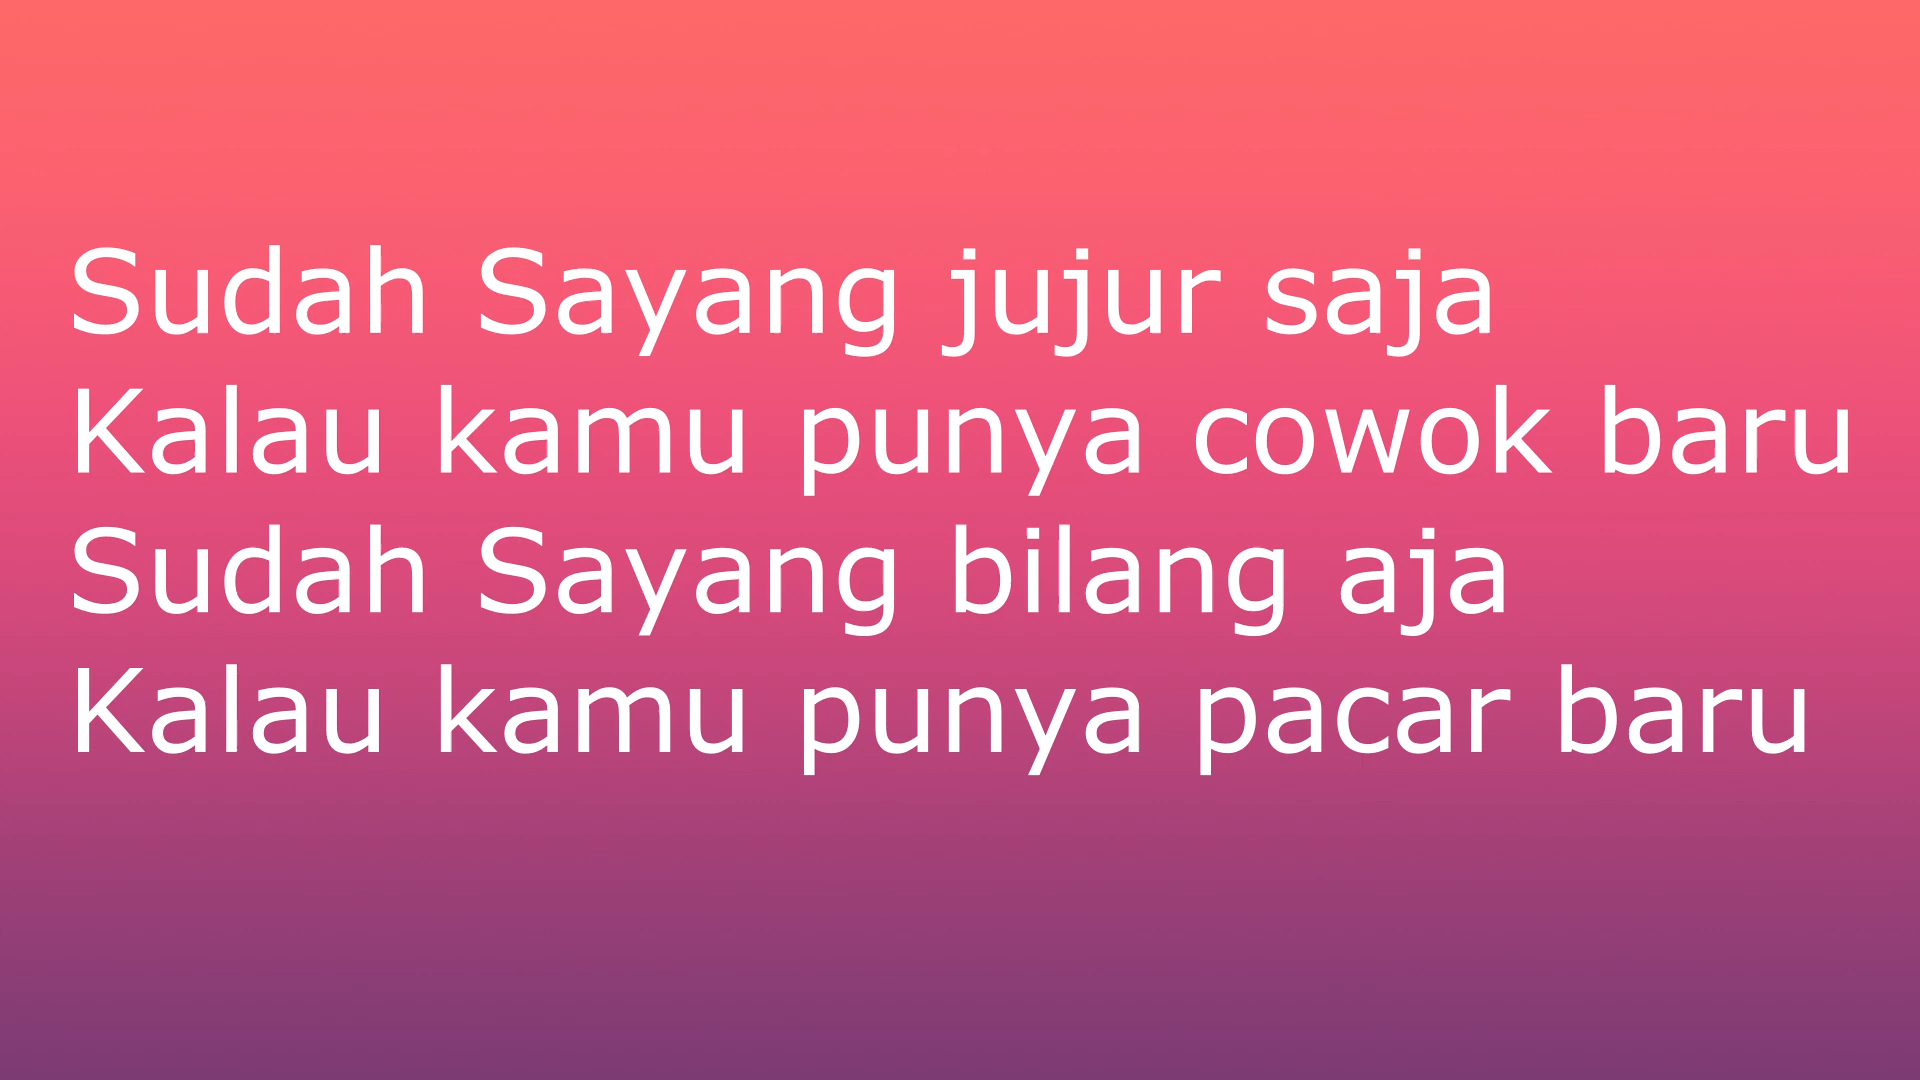 Sudah Sayang jujur saja
Kalau kamu punya cowok baru
Sudah Sayang bilang aja
Kalau kamu punya pacar baru